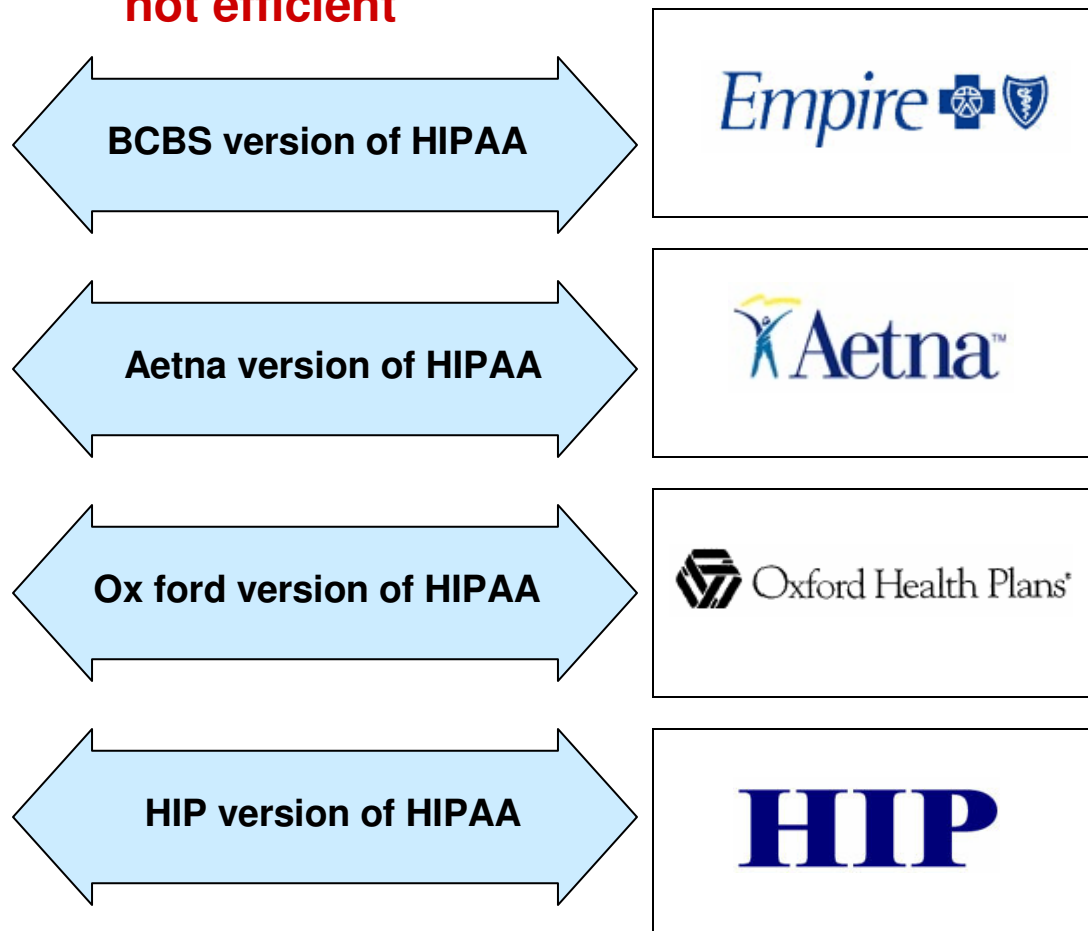 not efficient
BCBS version of HIPAA
Empire
Aetna version of HIPAA
Aetna™
Ox ford version of HIPAA
Oxford Health Plans®
HIP version of HIPAA
HIP